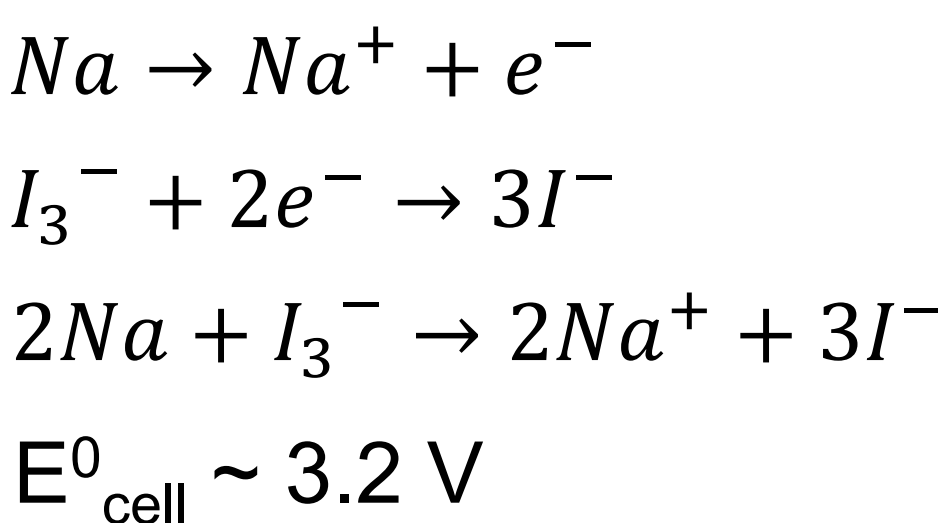 Na → Na⁺ + e⁻
I₃⁻ + 2e⁻ → 3I⁻
2Na + I₃⁻ → 2Na⁺ + 3I⁻
E⁰cell ~ 3.2 V